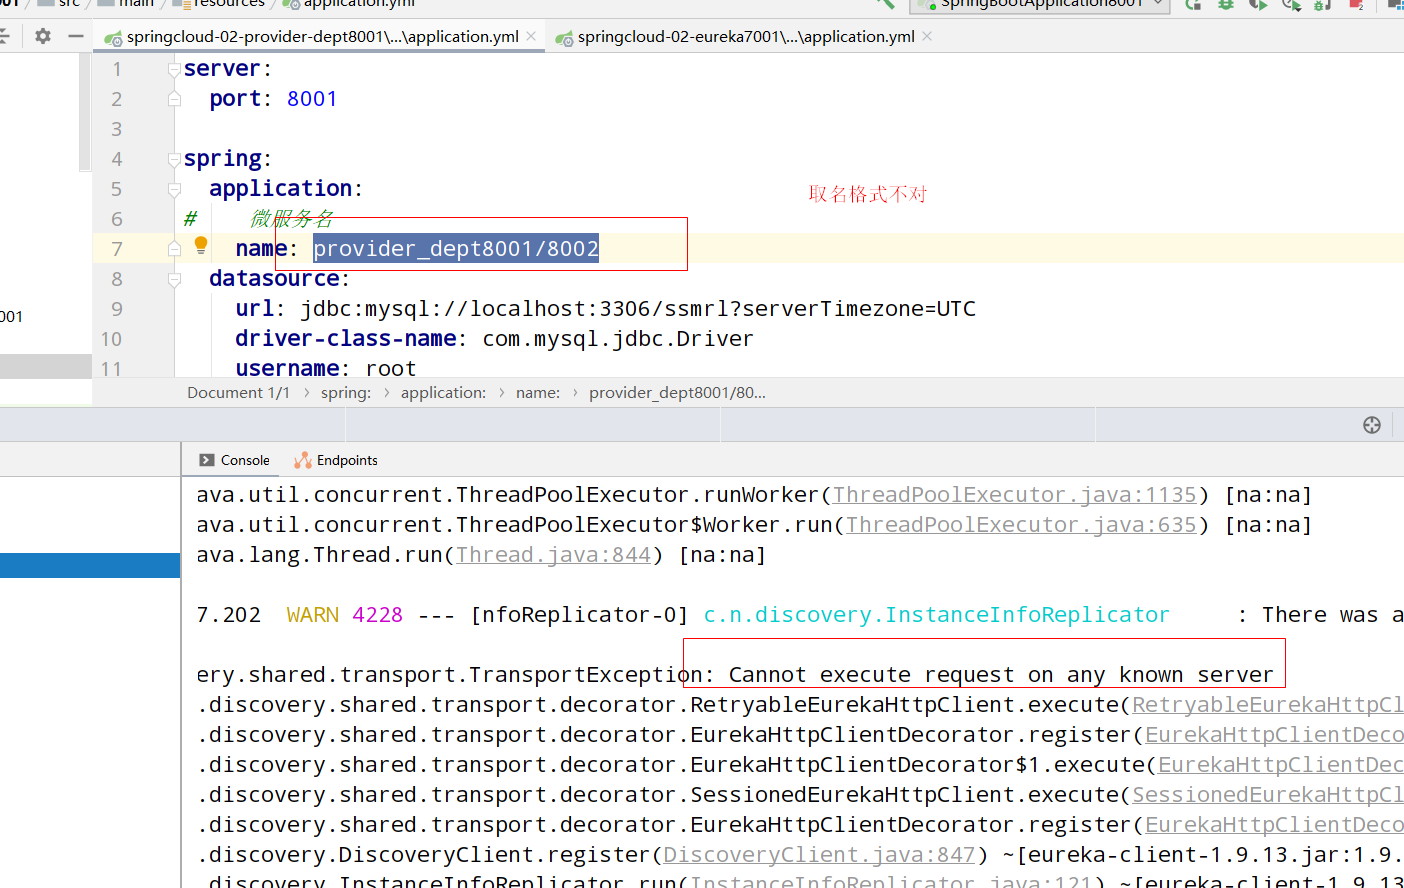 001 src main resources application.yml SpringBootApplication8001
springcloud-02-provider-dept8001\...\application.yml springcloud-02-eureka7001\...\application.yml
1 server:
2 port: 8001
3
4 spring:
5 application:
取名格式不对
6 # 微服务名
7 name: provider_dept8001/8002
8 datasource:
9 url: jdbc:mysql://localhost:3306/ssmrl?serverTimezone=UTC
001
10 driver-class-name: com.mysql.jdbc.Driver
11 username: root
Document 1/1 › spring: › application: › name: › provider_dept8001/80...
Console Endpoints
ava.util.concurrent.ThreadPoolExecutor.runWorker(ThreadPoolExecutor.java:1135) [na:na]
ava.util.concurrent.ThreadPoolExecutor$Worker.run(ThreadPoolExecutor.java:635) [na:na]
ava.lang.Thread.run(Thread.java:844) [na:na]
7.202 WARN 4228 --- [nfoReplicator-0] c.n.discovery.InstanceInfoReplicator : There was a
ery.shared.transport.TransportException: Cannot execute request on any known server
.discovery.shared.transport.decorator.RetryableEurekaHttpClient.execute(RetryableEurekaHttpCl
.discovery.shared.transport.decorator.EurekaHttpClientDecorator.register(EurekaHttpClientDeco
.discovery.shared.transport.decorator.EurekaHttpClientDecorator$1.execute(EurekaHttpClientDec
.discovery.shared.transport.decorator.SessionedEurekaHttpClient.execute(SessionedEurekaHttpCl
.discovery.shared.transport.decorator.EurekaHttpClientDecorator.register(EurekaHttpClientDeco
.discovery.DiscoveryClient.register(DiscoveryClient.java:847) ~[eureka-client-1.9.13.jar:1.9.
.discovery.InstanceInfoReplicator.run(InstanceInfoReplicator.java:121) ~[eureka-client-1.9.13